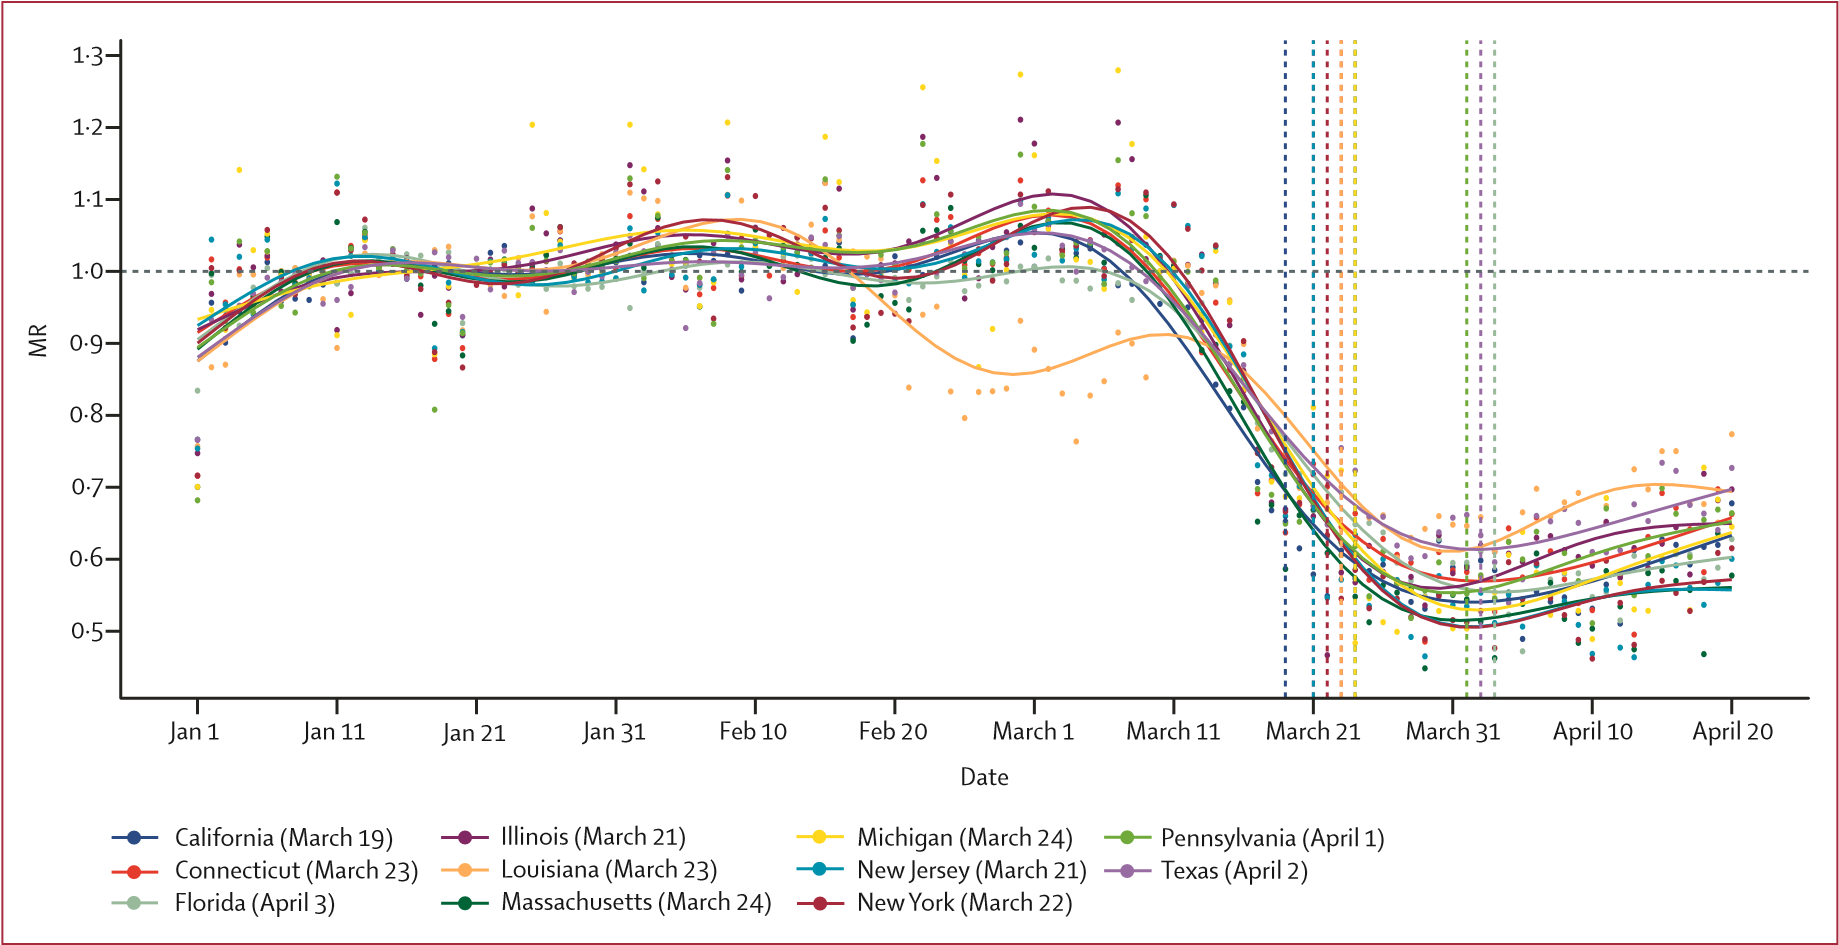 1·3
1·2
1·1
1·0
0·9
0·8
0·7
0·6
0·5
MR
Jan 1 Jan 11 Jan 21 Jan 31 Feb 10 Feb 20 March 1 March 11 March 21 March 31 April 10 April 20
Date
California (March 19) Illinois (March 21) Michigan (March 24) Pennsylvania (April 1)
Connecticut (March 23) Louisiana (March 23) New Jersey (March 21) Texas (April 2)
Florida (April 3) Massachusetts (March 24) New York (March 22)